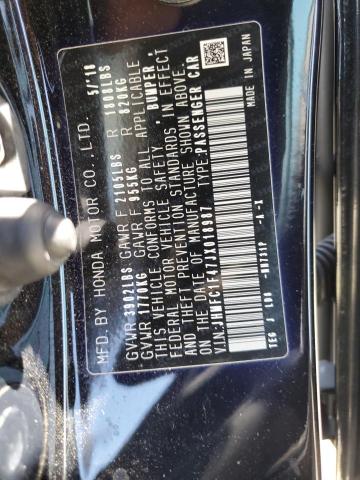 MFD. BY HONDA MOTOR CO., LTD. 5/'18
GVWR 3902LBS GAWR F 2105LBS R 1808LBS
GVWR 1770KG GAWR F 955KG R 820KG
THIS VEHICLE CONFORMS TO ALL APPLICABLE
FEDERAL MOTOR VEHICLE SAFETY, BUMPER,
AND THEFT PREVENTION STANDARDS IN EFFECT
ON THE DATE OF MANUFACTURE SHOWN ABOVE.
V.I.N.: TYPE:PASSENGER CAR
TEG J -A -X
MADE IN JAPAN